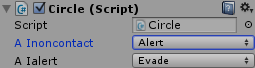 Circle (Script)
Script Circle
A Inoncontact Alert
A Ialert Evade